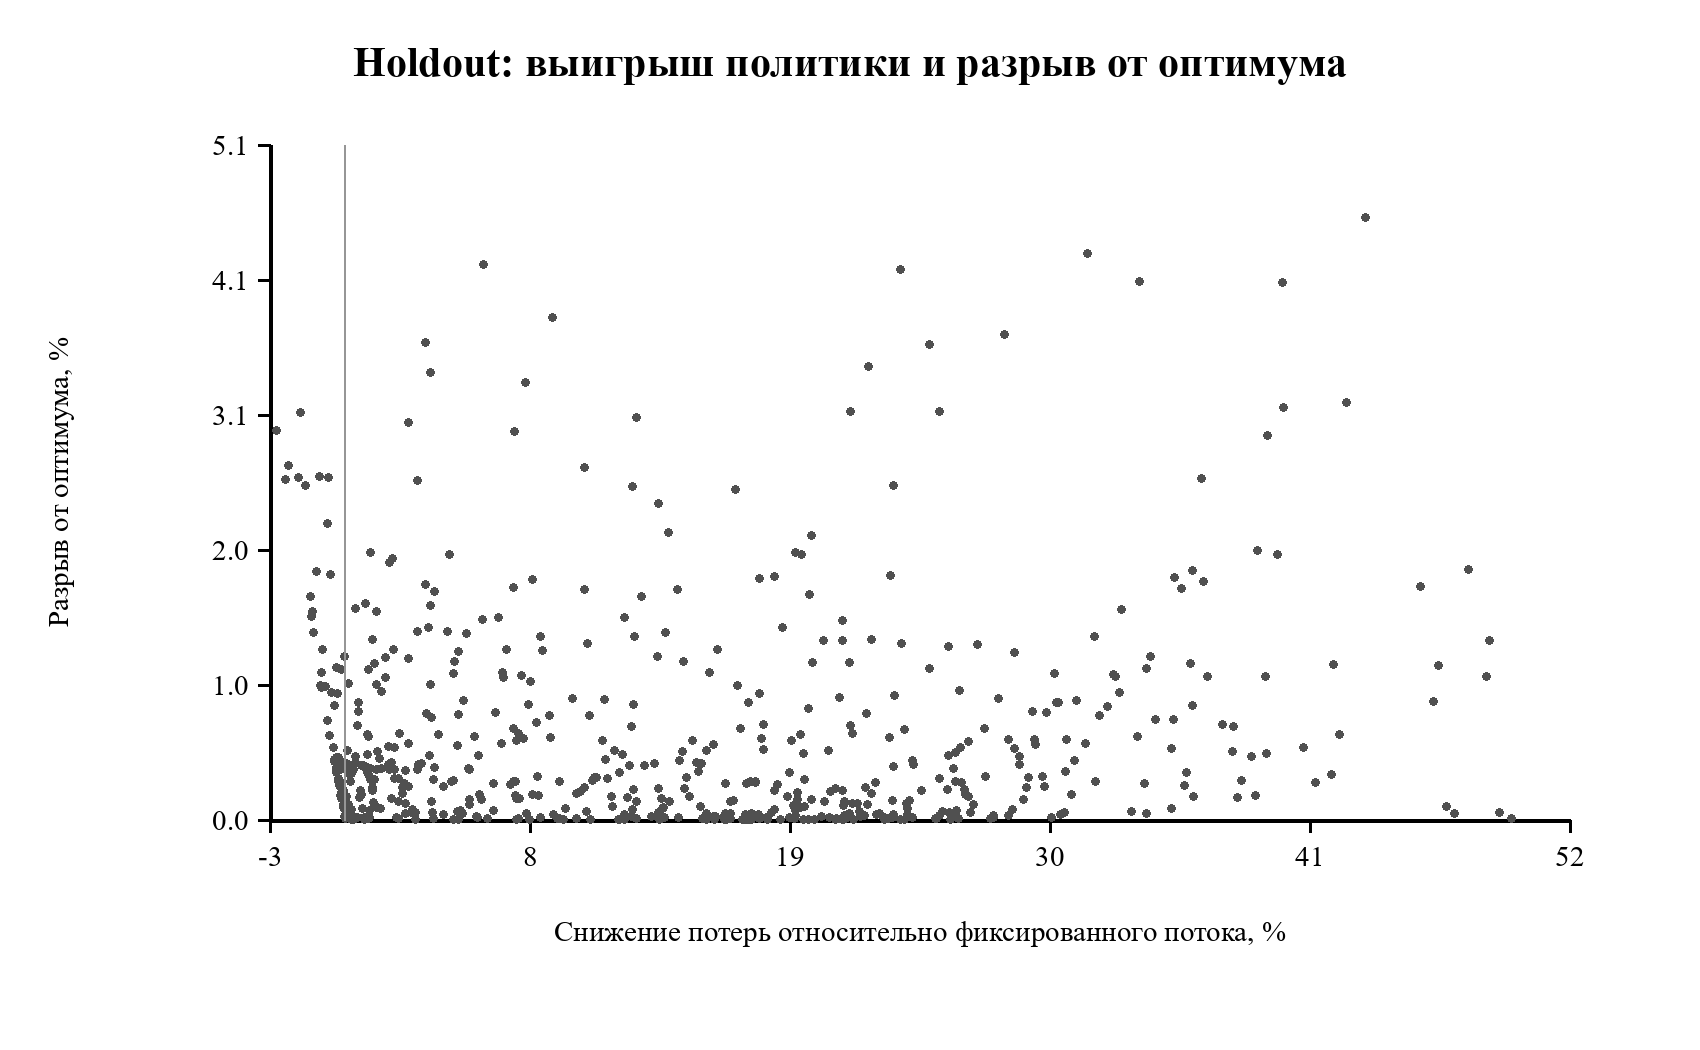 Holdout: выигрыш политики и разрыв от оптимума
5.1
4.1
3.1
2.0
1.0
0.0
Разрыв от оптимума, %
-3 8 19 30 41 52
Снижение потерь относительно фиксированного потока, %